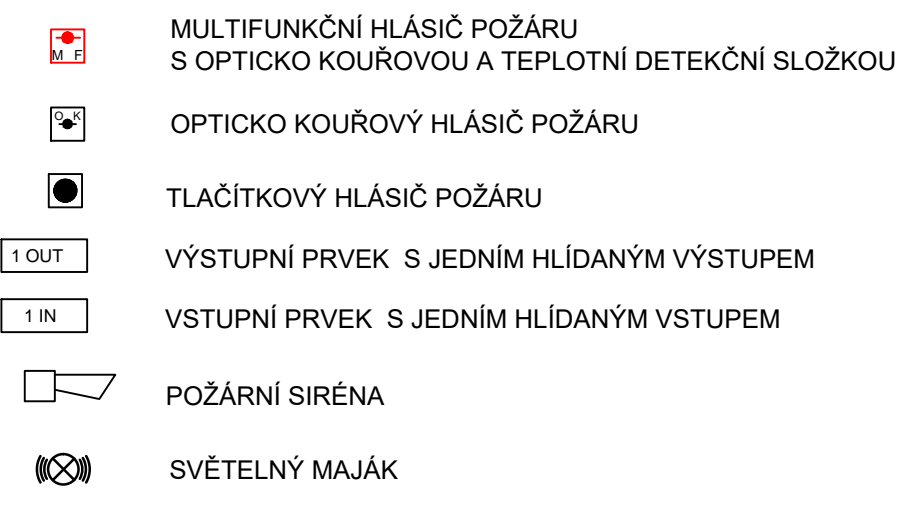 MULTIFUNKČNÍ HLÁSIČ POŽÁRU
M F S OPTICKO KOUŘOVOU A TEPLOTNÍ DETEKČNÍ SLOŽKOU
O K OPTICKO KOUŘOVÝ HLÁSIČ POŽÁRU
TLAČÍTKOVÝ HLÁSIČ POŽÁRU
1 OUT VÝSTUPNÍ PRVEK S JEDNÍM HLÍDANÝM VÝSTUPEM
1 IN VSTUPNÍ PRVEK S JEDNÍM HLÍDANÝM VSTUPEM
POŽÁRNÍ SIRÉNA
SVĚTELNÝ MAJÁK